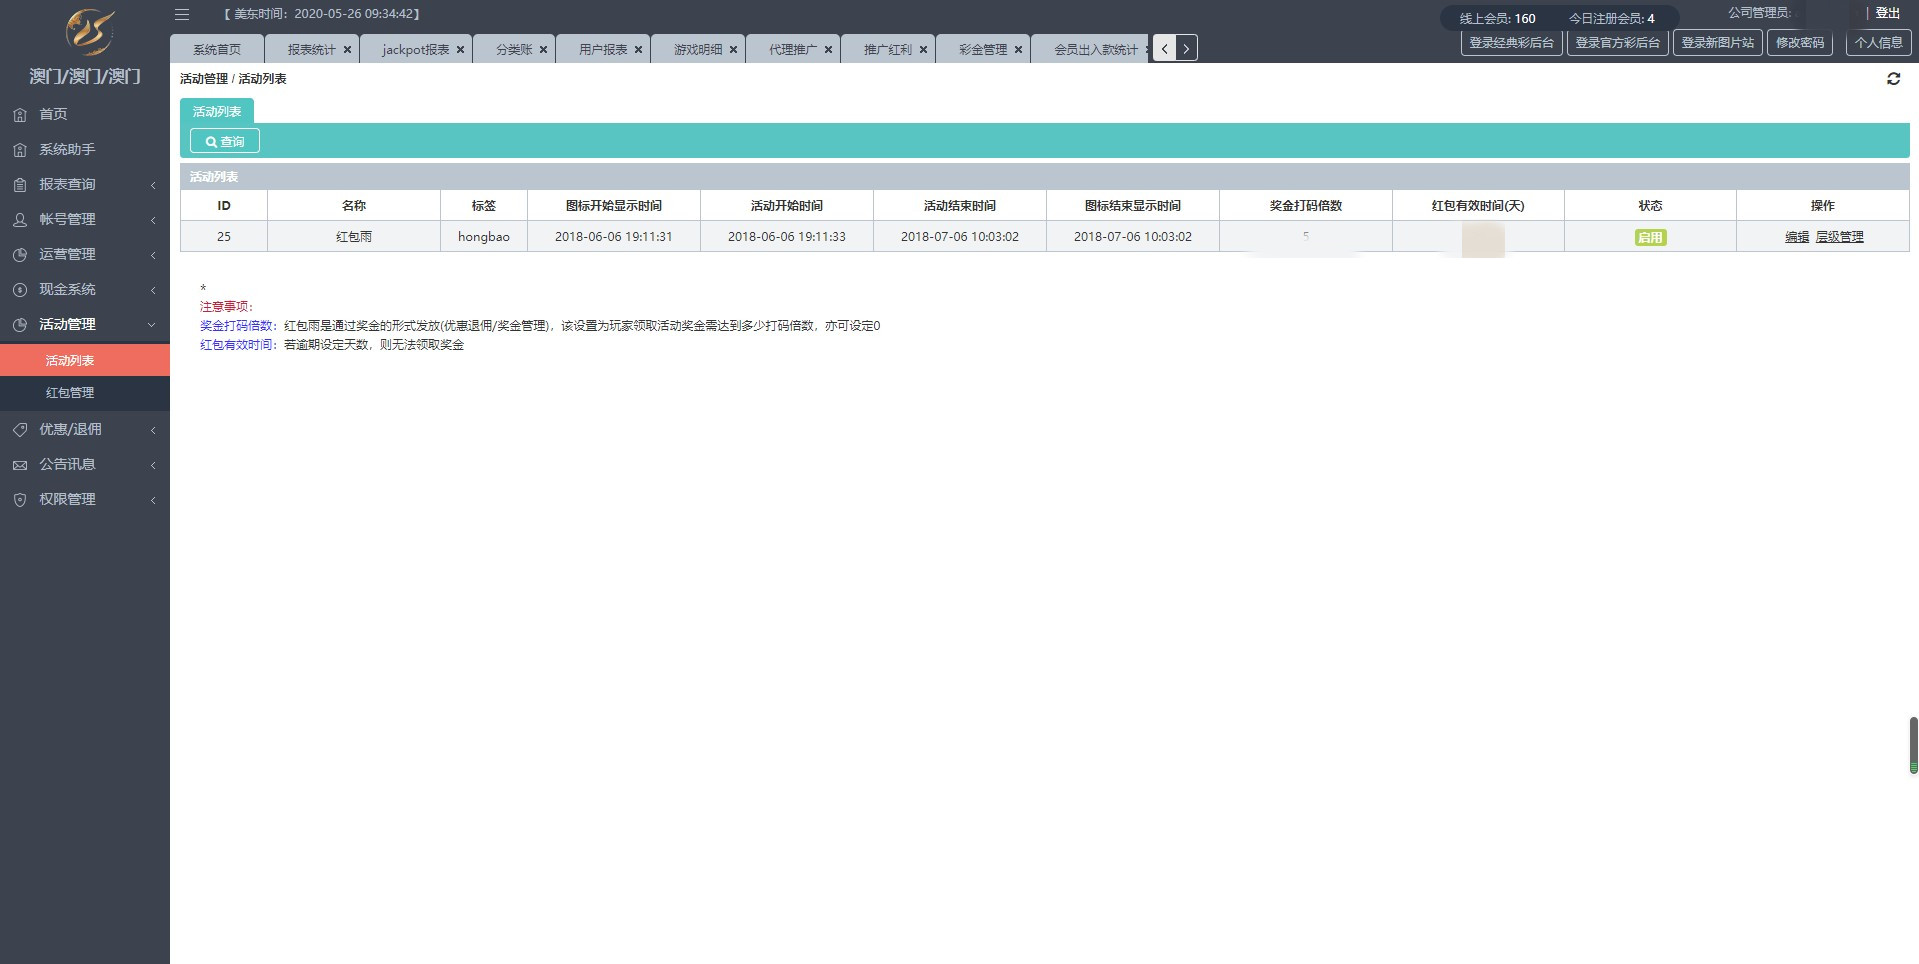 【 美东时间：2020-05-26 09:34:42】
线上会员: 160 今日注册会员: 4
公司管理员: | 登出
登录经典彩后台 登录官方彩后台 登录新图片站 修改密码 个人信息
系统首页 报表统计 jackpot报表 分类账 用户报表 游戏明细 代理推广 推广红利 彩金管理 会员出入款统计
澳门/澳门/澳门
首页
系统助手
报表查询
帐号管理
运营管理
现金系统
活动管理
活动列表
红包管理
优惠/退佣
公告讯息
权限管理
活动管理 / 活动列表
活动列表
查询
活动列表
ID 名称 标签 图标开始显示时间 活动开始时间 活动结束时间 图标结束显示时间 奖金打码倍数 红包有效时间(天) 状态 操作
25 红包雨 hongbao 2018-06-06 19:11:31 2018-06-06 19:11:33 2018-07-06 10:03:02 2018-07-06 10:03:02 5 启用 编辑 层级管理
*
注意事项：
奖金打码倍数：红包雨是通过奖金的形式发放(优惠退佣/奖金管理)，该设置为玩家领取活动奖金需达到多少打码倍数，亦可设定0
红包有效时间：若逾期设定天数，则无法领取奖金